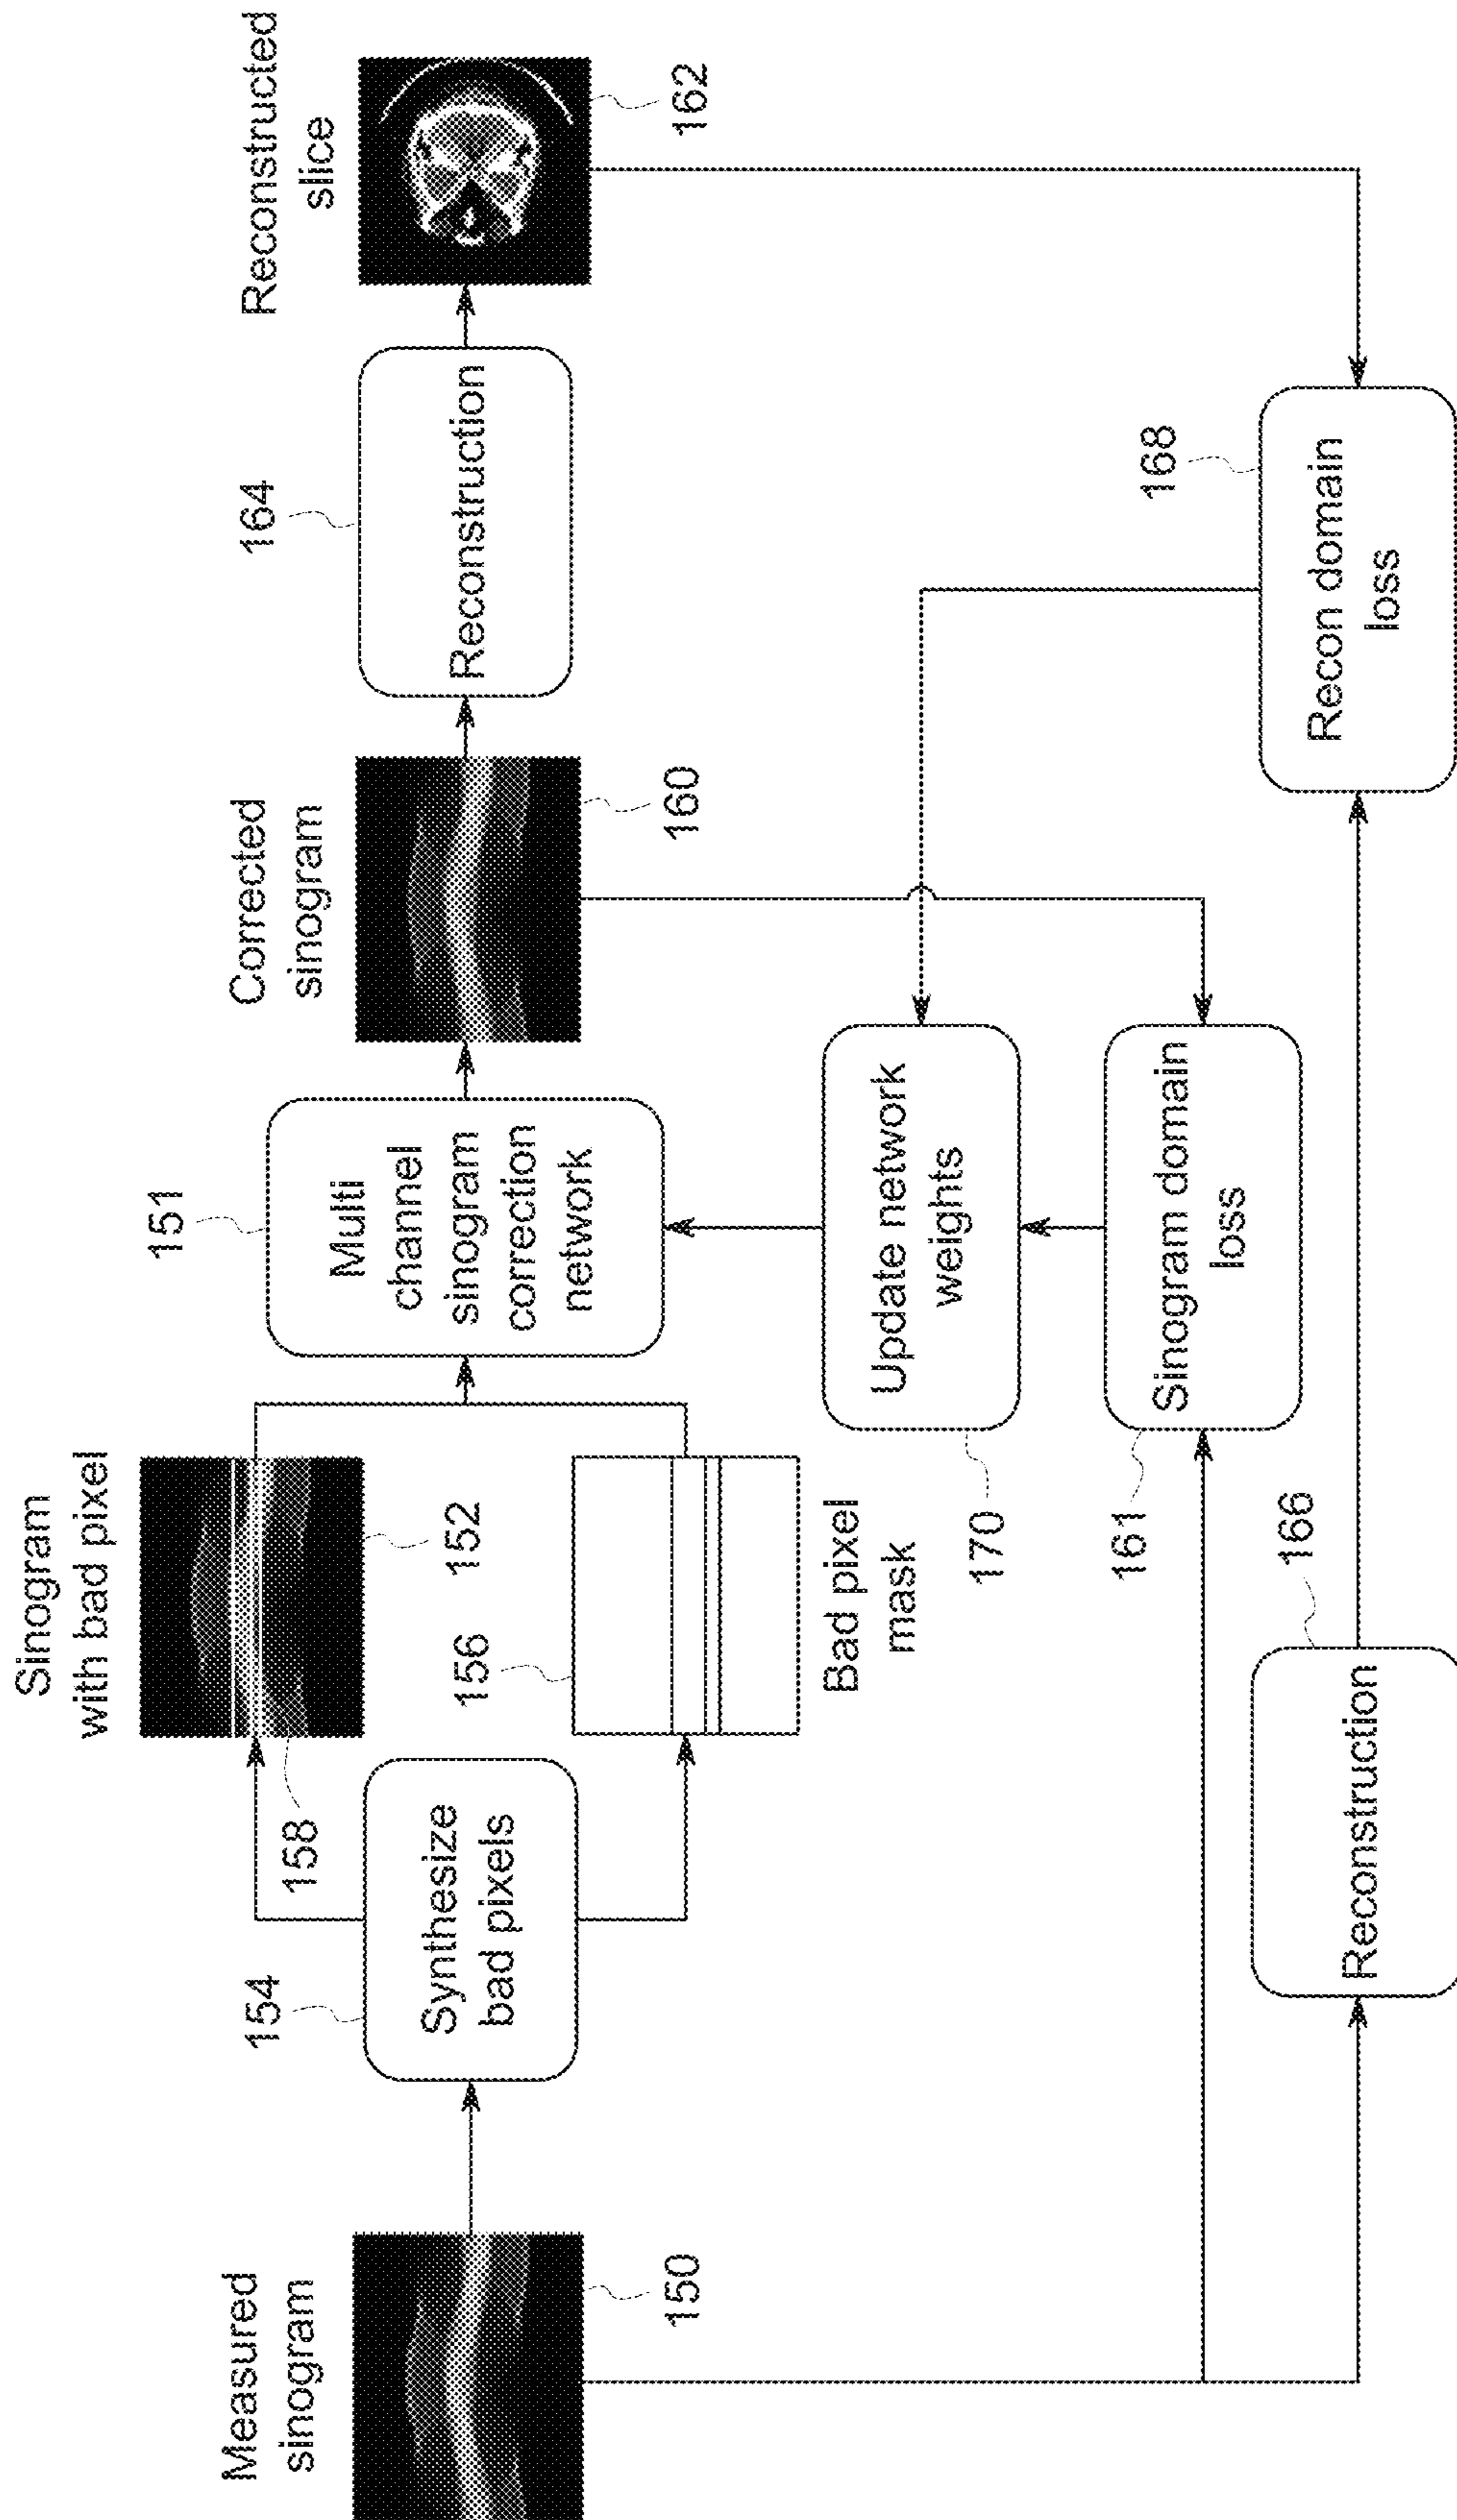 Measured
sinogram
150
154
Synthesize
bad pixels
158
Sinogram
with bad pixel
152
156
Bad pixel
mask
151
Multi
channel
sinogram
correction
network
Corrected
sinogram
160
164
Reconstruction
Reconstructed
slice
162
Update network
weights
170
Sinogram domain
loss
161
166
Reconstruction
168
Recon domain
loss